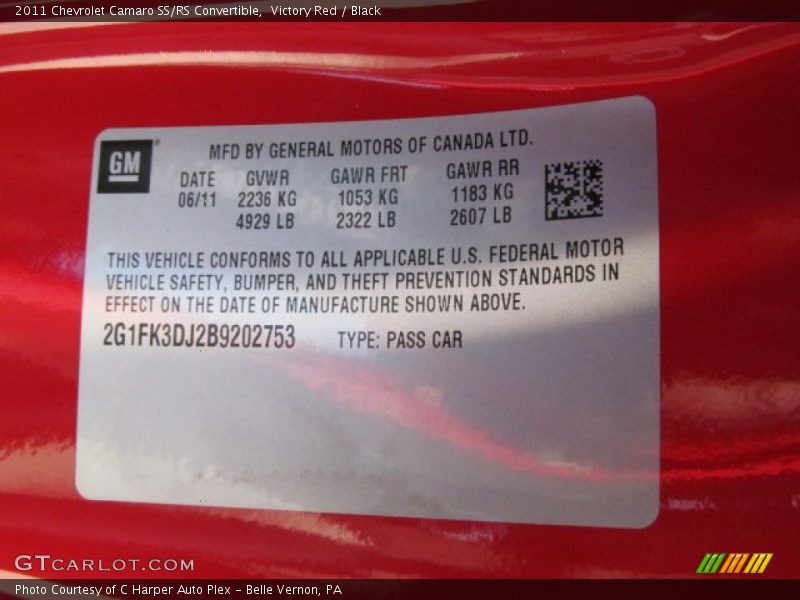 2011 Chevrolet Camaro SS/RS Convertible,  Victory Red / Black
GM
MFD BY GENERAL MOTORS OF CANADA LTD.
DATE GVWR GAWR FRT GAWR RR
06/11 2236 KG 1053 KG 1183 KG
4929 LB 2322 LB 2607 LB
THIS VEHICLE CONFORMS TO ALL APPLICABLE U.S. FEDERAL MOTOR
VEHICLE SAFETY, BUMPER, AND THEFT PREVENTION STANDARDS IN
EFFECT ON THE DATE OF MANUFACTURE SHOWN ABOVE.
2G1FK3DJ2B9202753 TYPE: PASS CAR
GTCARLOT.COM
Photo Courtesy of C Harper Auto Plex - Belle Vernon, PA